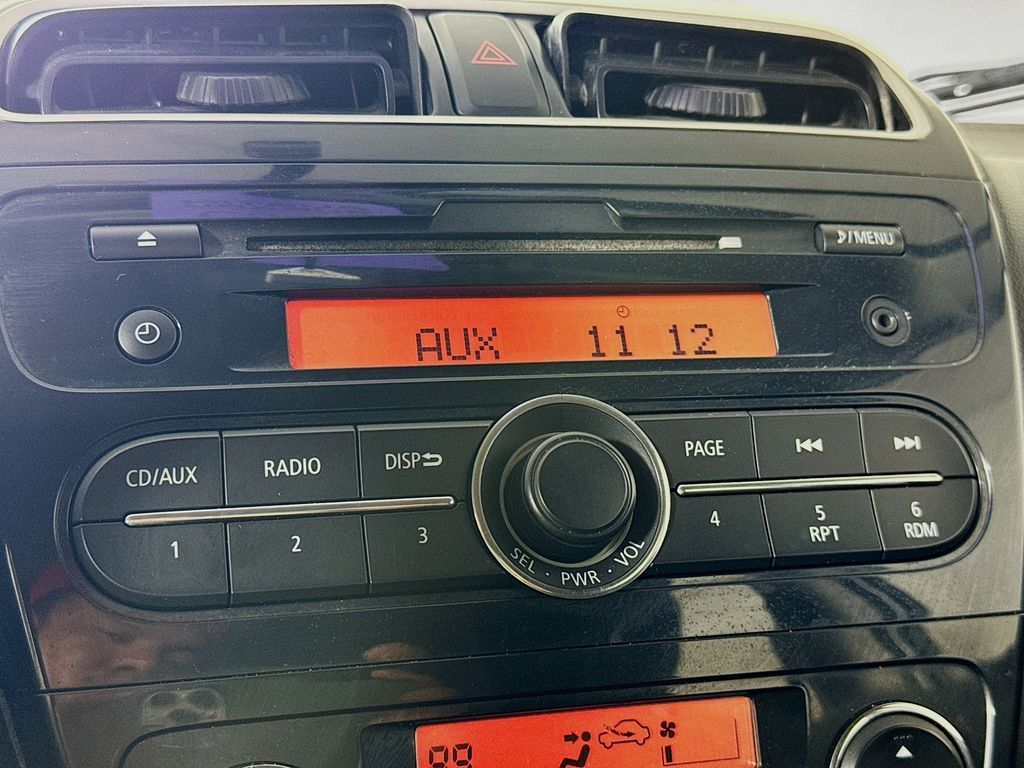 ♪/MENU
AUX 11 12
CD/AUX
RADIO
DISP
PAGE
1
2
3
4
5
RPT
6
RDM
SEL · PWR · VOL
99